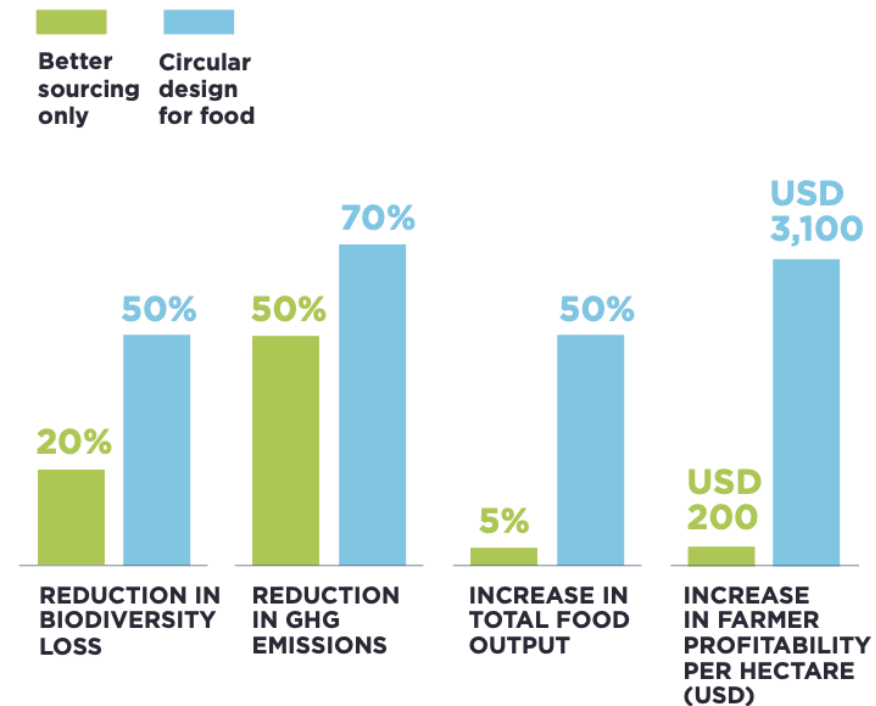 Better
sourcing
only
Circular
design
for food
20%
50%
50%
70%
5%
50%
USD
200
USD
3,100
REDUCTION IN
BIODIVERSITY
LOSS
REDUCTION
IN GHG
EMISSIONS
INCREASE IN
TOTAL FOOD
OUTPUT
INCREASE
IN FARMER
PROFITABILITY
PER HECTARE
(USD)